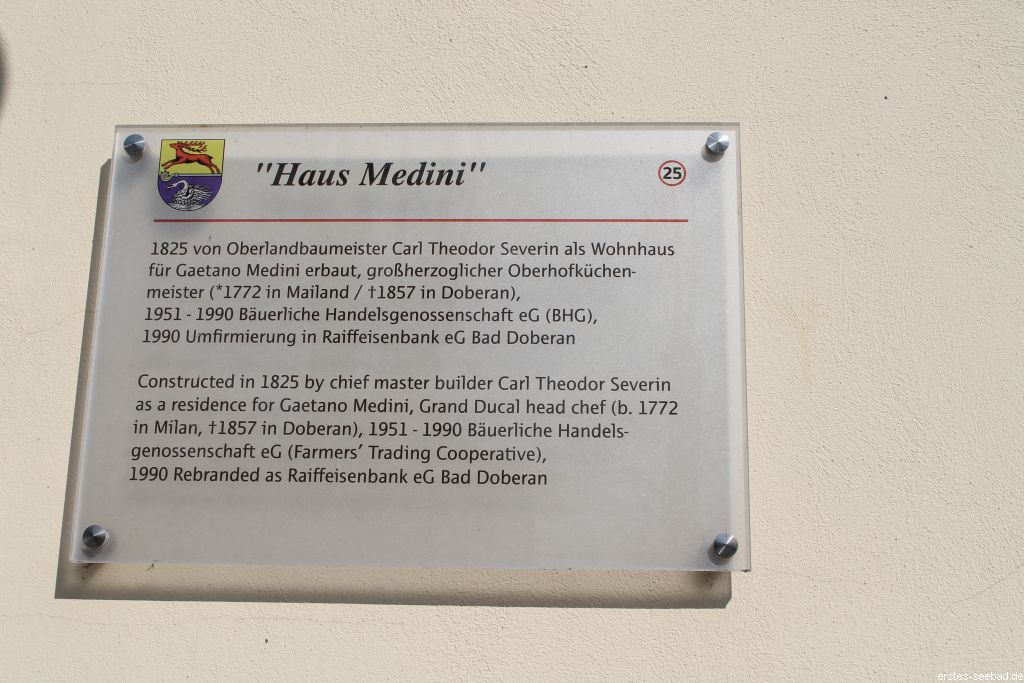 "Haus Medini"
25
1825 von Oberlandbaumeister Carl Theodor Severin als Wohnhaus
für Gaetano Medini erbaut, großherzoglicher Oberhofküchen-
meister (*1772 in Mailand / †1857 in Doberan),
1951 - 1990 Bäuerliche Handelsgenossenschaft eG (BHG),
1990 Umfirmierung in Raiffeisenbank eG Bad Doberan
Constructed in 1825 by chief master builder Carl Theodor Severin
as a residence for Gaetano Medini, Grand Ducal head chef (b. 1772
in Milan, †1857 in Doberan), 1951 - 1990 Bäuerliche Handels-
genossenschaft eG (Farmers’ Trading Cooperative),
1990 Rebranded as Raiffeisenbank eG Bad Doberan
erstes-seebad.de